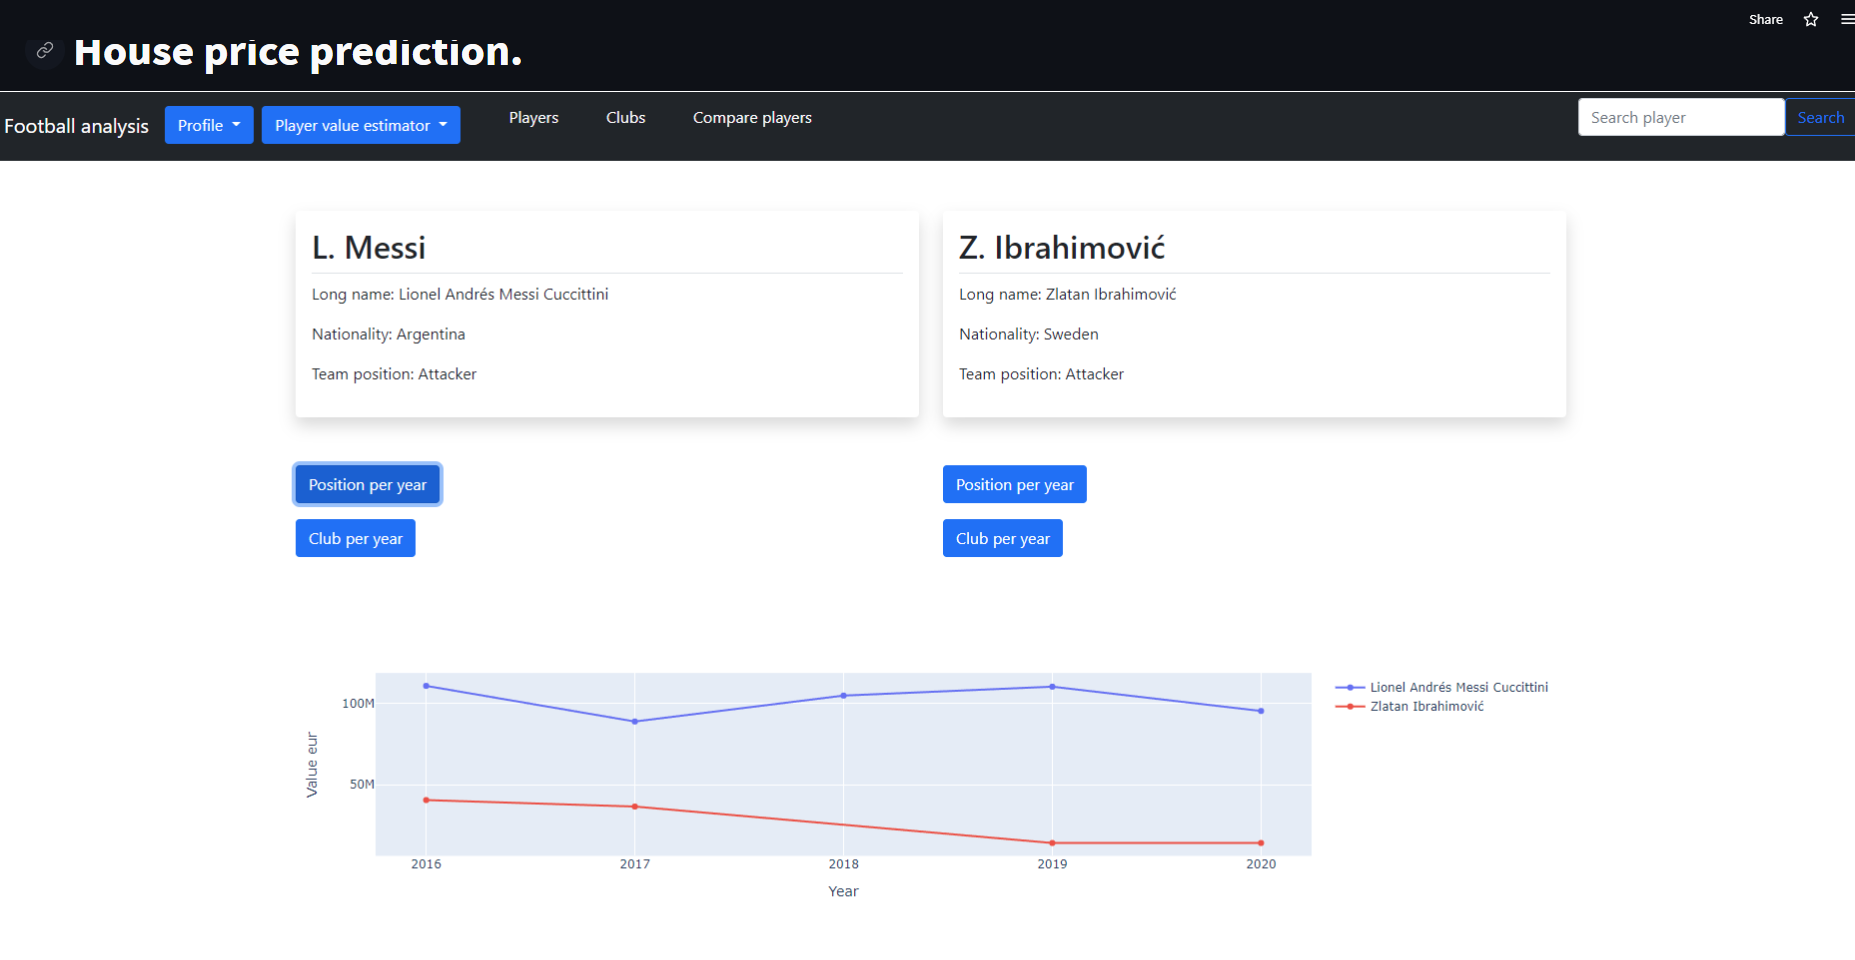 Share
House price prediction.
Football analysis Profile Player value estimator Players Clubs Compare players Search player Search
L. Messi
Long name: Lionel Andrés Messi Cuccittini
Nationality: Argentina
Team position: Attacker
Z. Ibrahimović
Long name: Zlatan Ibrahimović
Nationality: Sweden
Team position: Attacker
Position per year
Club per year
Position per year
Club per year
Value eur
100M
50M
2016 2017 2018 2019 2020
Year
Lionel Andrés Messi Cuccittini
Zlatan Ibrahimović